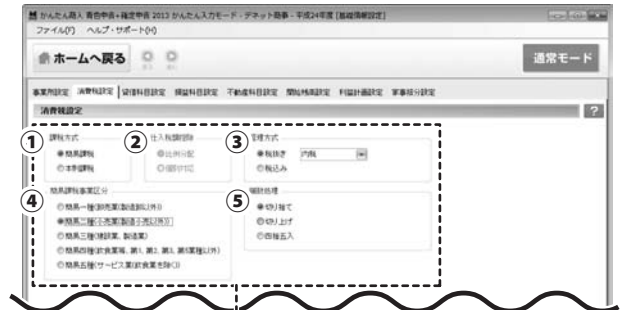 かんたん商人 青色申告+確定申告 2013 かんたん入力モード - デネット商事 - 平成24年度 [基礎情報設定]
ファイル(F) ヘルプ・サポート(H)
ホームへ戻る 戻る 進む 通常モード
事業所設定 消費税設定 貸借科目設定 損益科目設定 不動産科目設定 開始残高設定 利益計画設定 家事按分設定
消費税設定 ?
① 課税方式 ② 仕入税額控除 ③ 管理方式
簡易課税 比例分配 税抜き 内税
本則課税 個別対応 税込み
④ 簡易課税事業区分 ⑤ 端数処理
簡易一種(卸売業(製造卸以外)) 切り捨て
簡易二種(小売業(製造小売以外)) 切り上げ
簡易三種(建設業、製造業) 四捨五入
簡易四種(飲食業等、第1、第2、第3、第5業種以外)
簡易五種(サービス業(飲食業を除く))